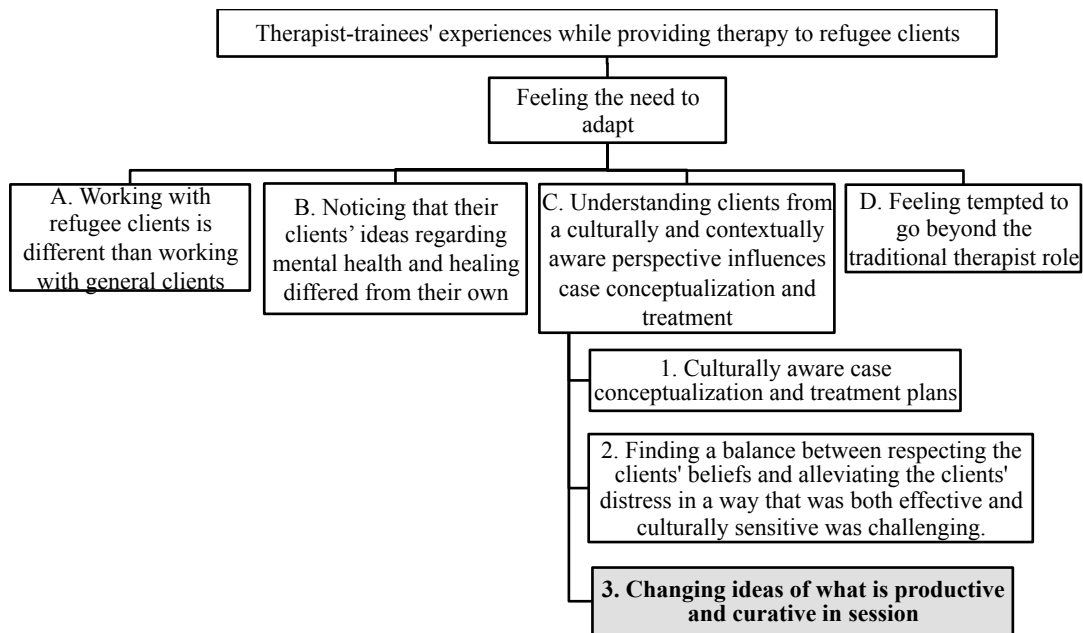 Therapist-trainees' experiences while providing therapy to refugee clients
Feeling the need to
adapt
A. Working with
refugee clients is
different than working
with general clients
B. Noticing that their
clients’ ideas regarding
mental health and healing
differed from their own
C. Understanding clients from
a culturally and contextually
aware perspective influences
case conceptualization and
treatment
D. Feeling tempted to
go beyond the
traditional therapist role
1. Culturally aware case
conceptualization and treatment plans
2. Finding a balance between respecting the
clients' beliefs and alleviating the clients'
distress in a way that was both effective and
culturally sensitive was challenging.
3. Changing ideas of what is productive
and curative in session